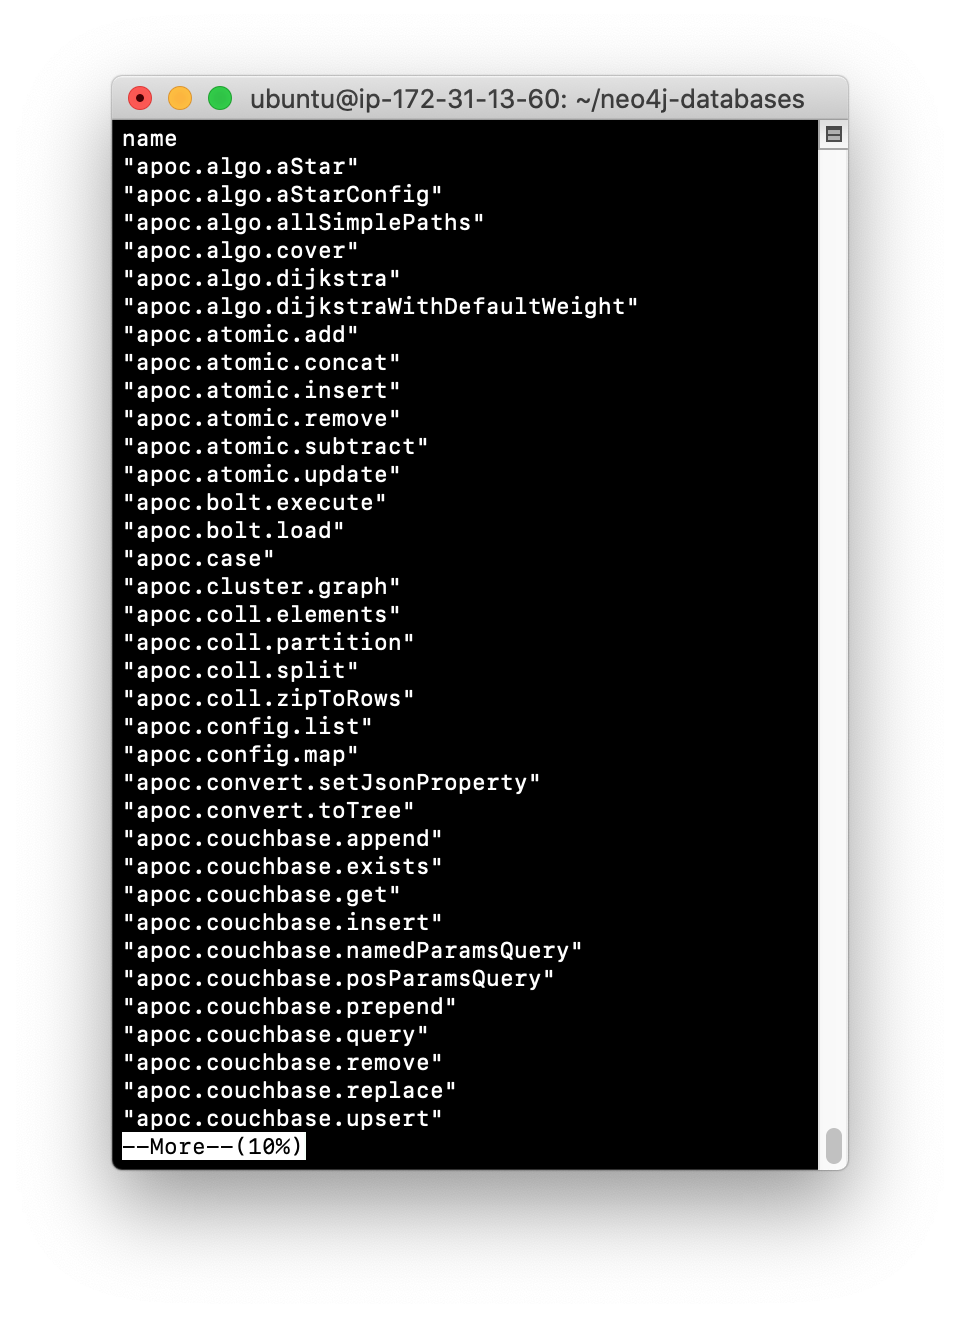 ubuntu@ip-172-31-13-60: ~/neo4j-databases
name
"apoc.algo.aStar"
"apoc.algo.aStarConfig"
"apoc.algo.allSimplePaths"
"apoc.algo.cover"
"apoc.algo.dijkstra"
"apoc.algo.dijkstraWithDefaultWeight"
"apoc.atomic.add"
"apoc.atomic.concat"
"apoc.atomic.insert"
"apoc.atomic.remove"
"apoc.atomic.subtract"
"apoc.atomic.update"
"apoc.bolt.execute"
"apoc.bolt.load"
"apoc.case"
"apoc.cluster.graph"
"apoc.coll.elements"
"apoc.coll.partition"
"apoc.coll.split"
"apoc.coll.zipToRows"
"apoc.config.list"
"apoc.config.map"
"apoc.convert.setJsonProperty"
"apoc.convert.toTree"
"apoc.couchbase.append"
"apoc.couchbase.exists"
"apoc.couchbase.get"
"apoc.couchbase.insert"
"apoc.couchbase.namedParamsQuery"
"apoc.couchbase.posParamsQuery"
"apoc.couchbase.prepend"
"apoc.couchbase.query"
"apoc.couchbase.remove"
"apoc.couchbase.replace"
"apoc.couchbase.upsert"
--More--(10%)